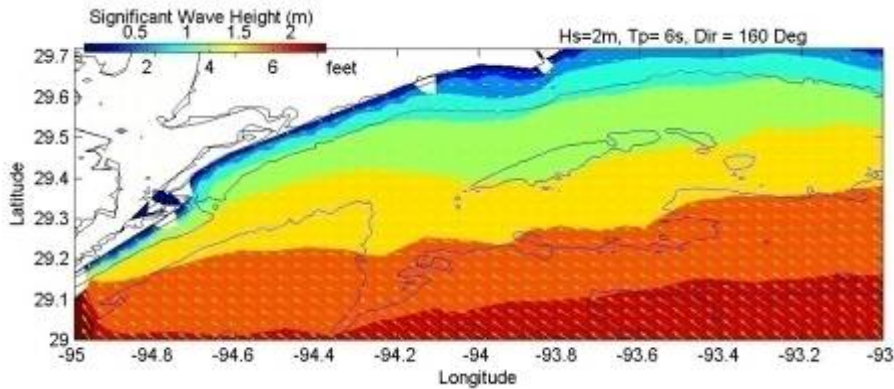 Significant Wave Height (m)
0.5 1 1.5 2
2 4 6 feet
Hs=2m, Tp= 6s, Dir = 160 Deg
29.7
29.6
29.5
29.4
29.3
29.2
29.1
29
Latitude
-95 -94.8 -94.6 -94.4 -94.2 -94 -93.8 -93.6 -93.4 -93.2 -93
Longitude